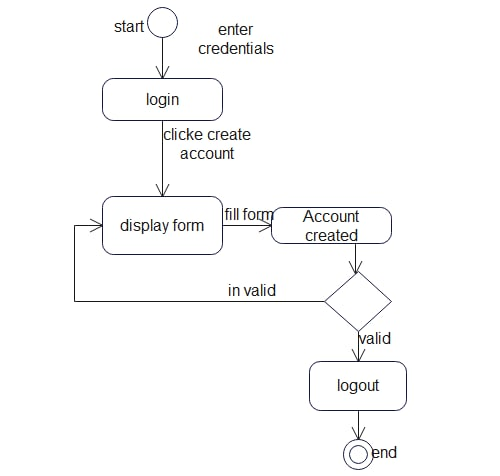 start
enter
credentials
login
clicke create
account
display form
fill form
Account
created
in valid
valid
logout
end